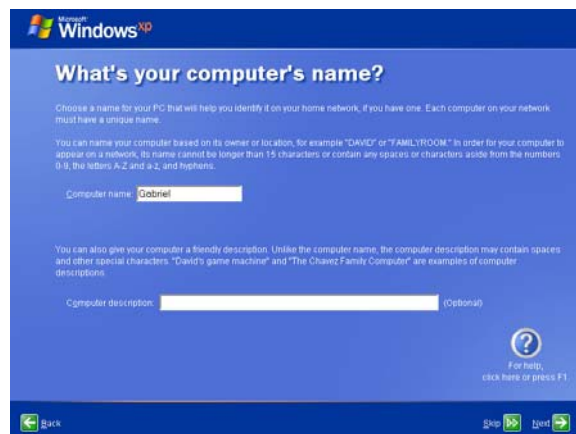 Microsoft
Windows xp
What's your computer's name?
Choose a name for your PC that will help you identify it on your home network, if you have one. Each computer on your network
must have a unique name.
You can name your computer based on its owner or location, for example "DAVID" or "FAMILYROOM." In order for your computer to
appear on a network, its name cannot be longer than 15 characters or contain any spaces or characters aside from the numbers
0-9, the letters A-Z and a-z, and hyphens.
Computer name: Gabriel
You can also give your computer a friendly description. Unlike the computer name, the computer description may contain spaces
and other special characters. "David's game machine" and "The Chavez Family Computer" are examples of computer
descriptions.
Computer description: (Optional)
For help,
click here or press F1.
Back Skip Next